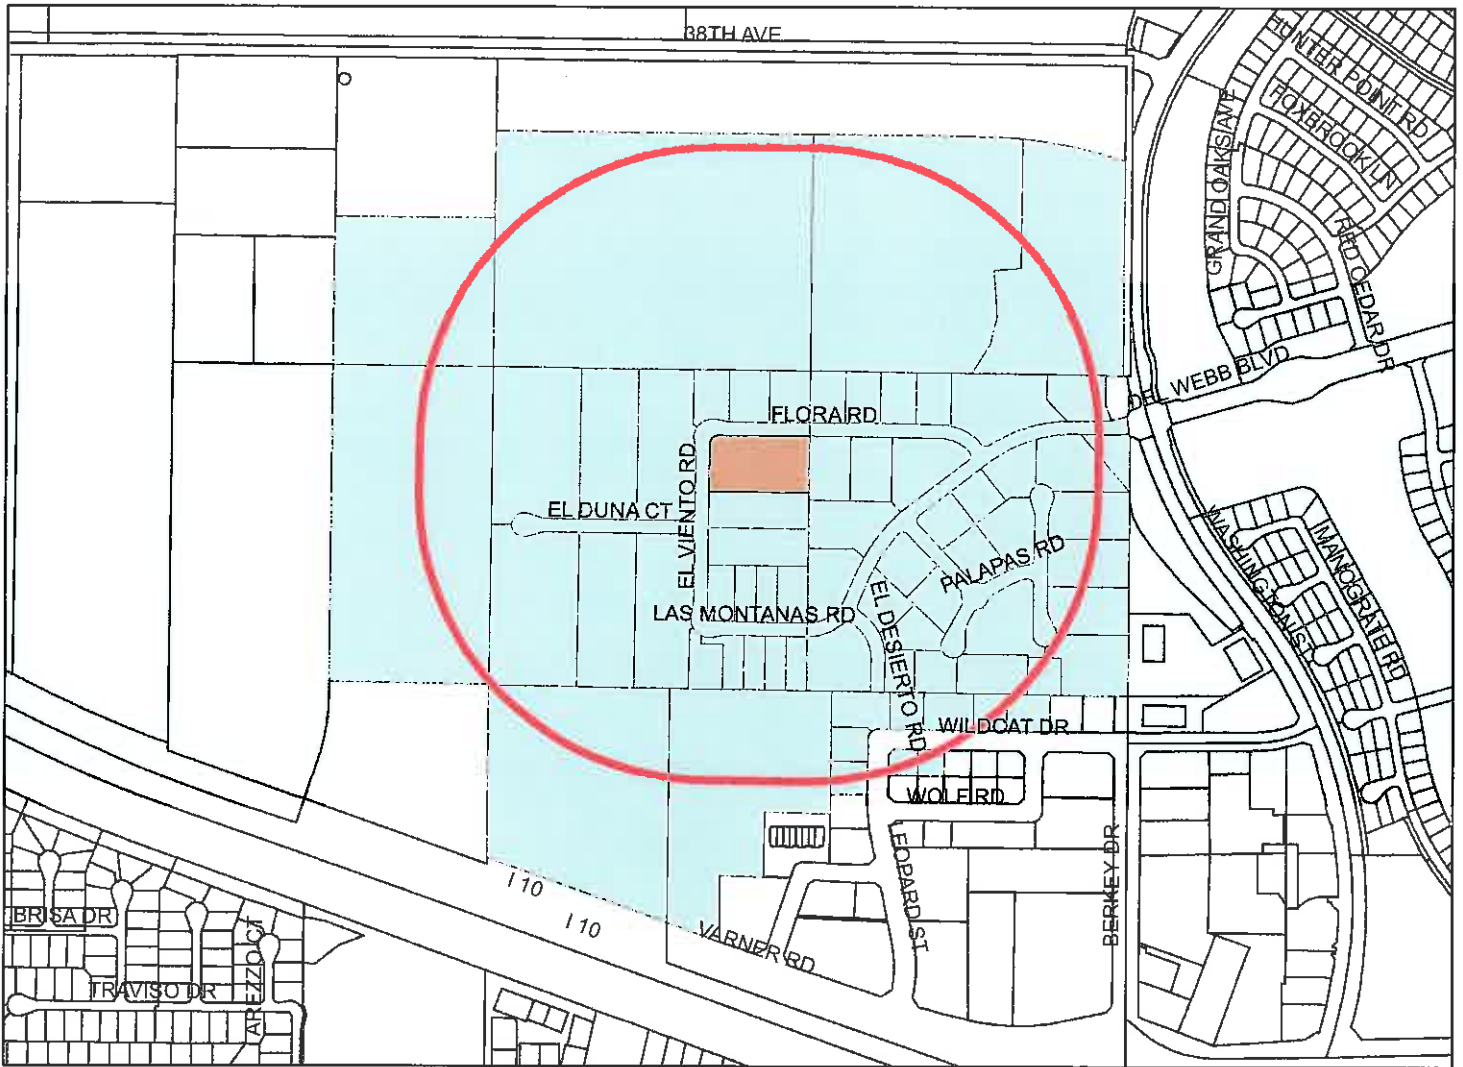 38TH AVE
HUNTER POINT RD
FOXBROOK LN
GRAND OAKS AVE
RED CEDAR DR
DEL WEBB BLVD
FLORA RD
EL VIENTO RD
EL DUNA CT
PALAPAS RD
WASHINGTON ST
MANOGRATE RD
LAS MONTANAS RD
EL DESIERTO RD
WILDCAT DR
WOLF RD
LEOPARD ST
BERKEY DR
I 10
I 10
VARNER RD
BRISA DR
AREZZO CT
TRAVISO DR